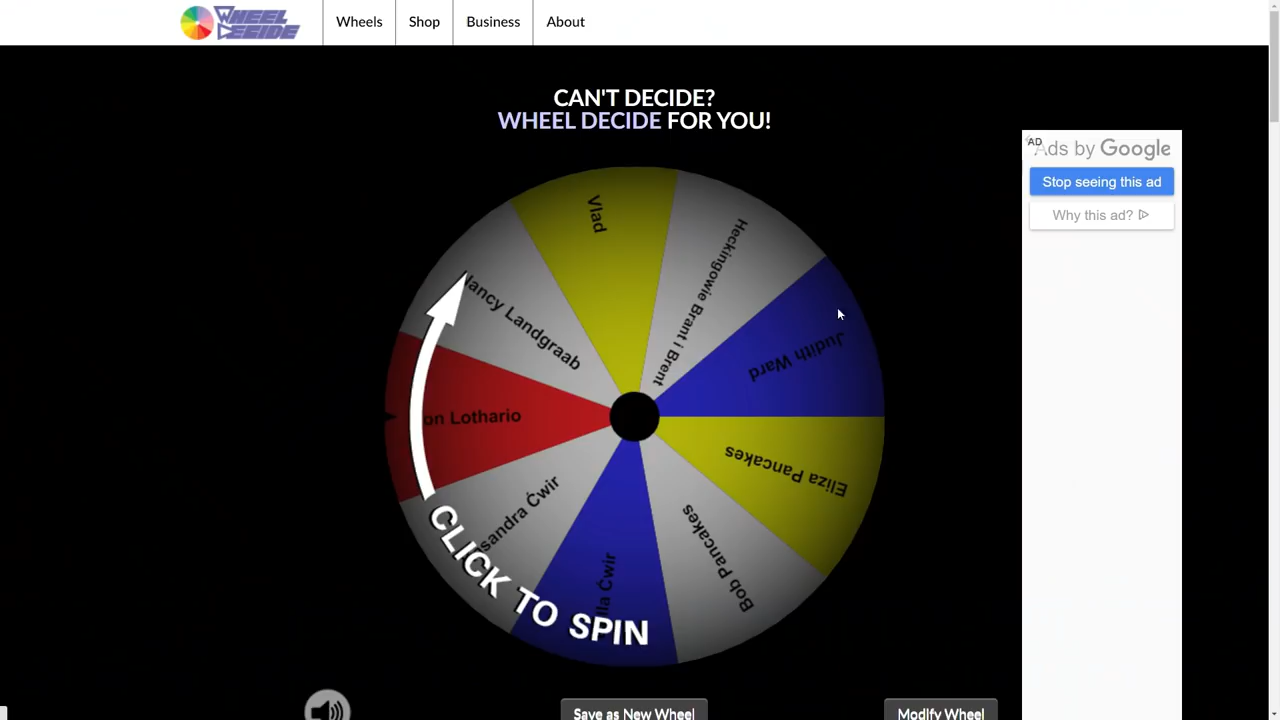 WHEEL DECIDE
Wheels
Shop
Business
About
CAN'T DECIDE?
WHEEL DECIDE FOR YOU!
AD
Ads by Google
Stop seeing this ad
Why this ad?
Vlad
Heckingowie Brant i Brent
Judith Ward
Eliza Pancakes
Bob Pancakes
Ćwir
Ćwir
Lothario
Landgraab
CLICK TO SPIN
Save as New Wheel
Modify Wheel